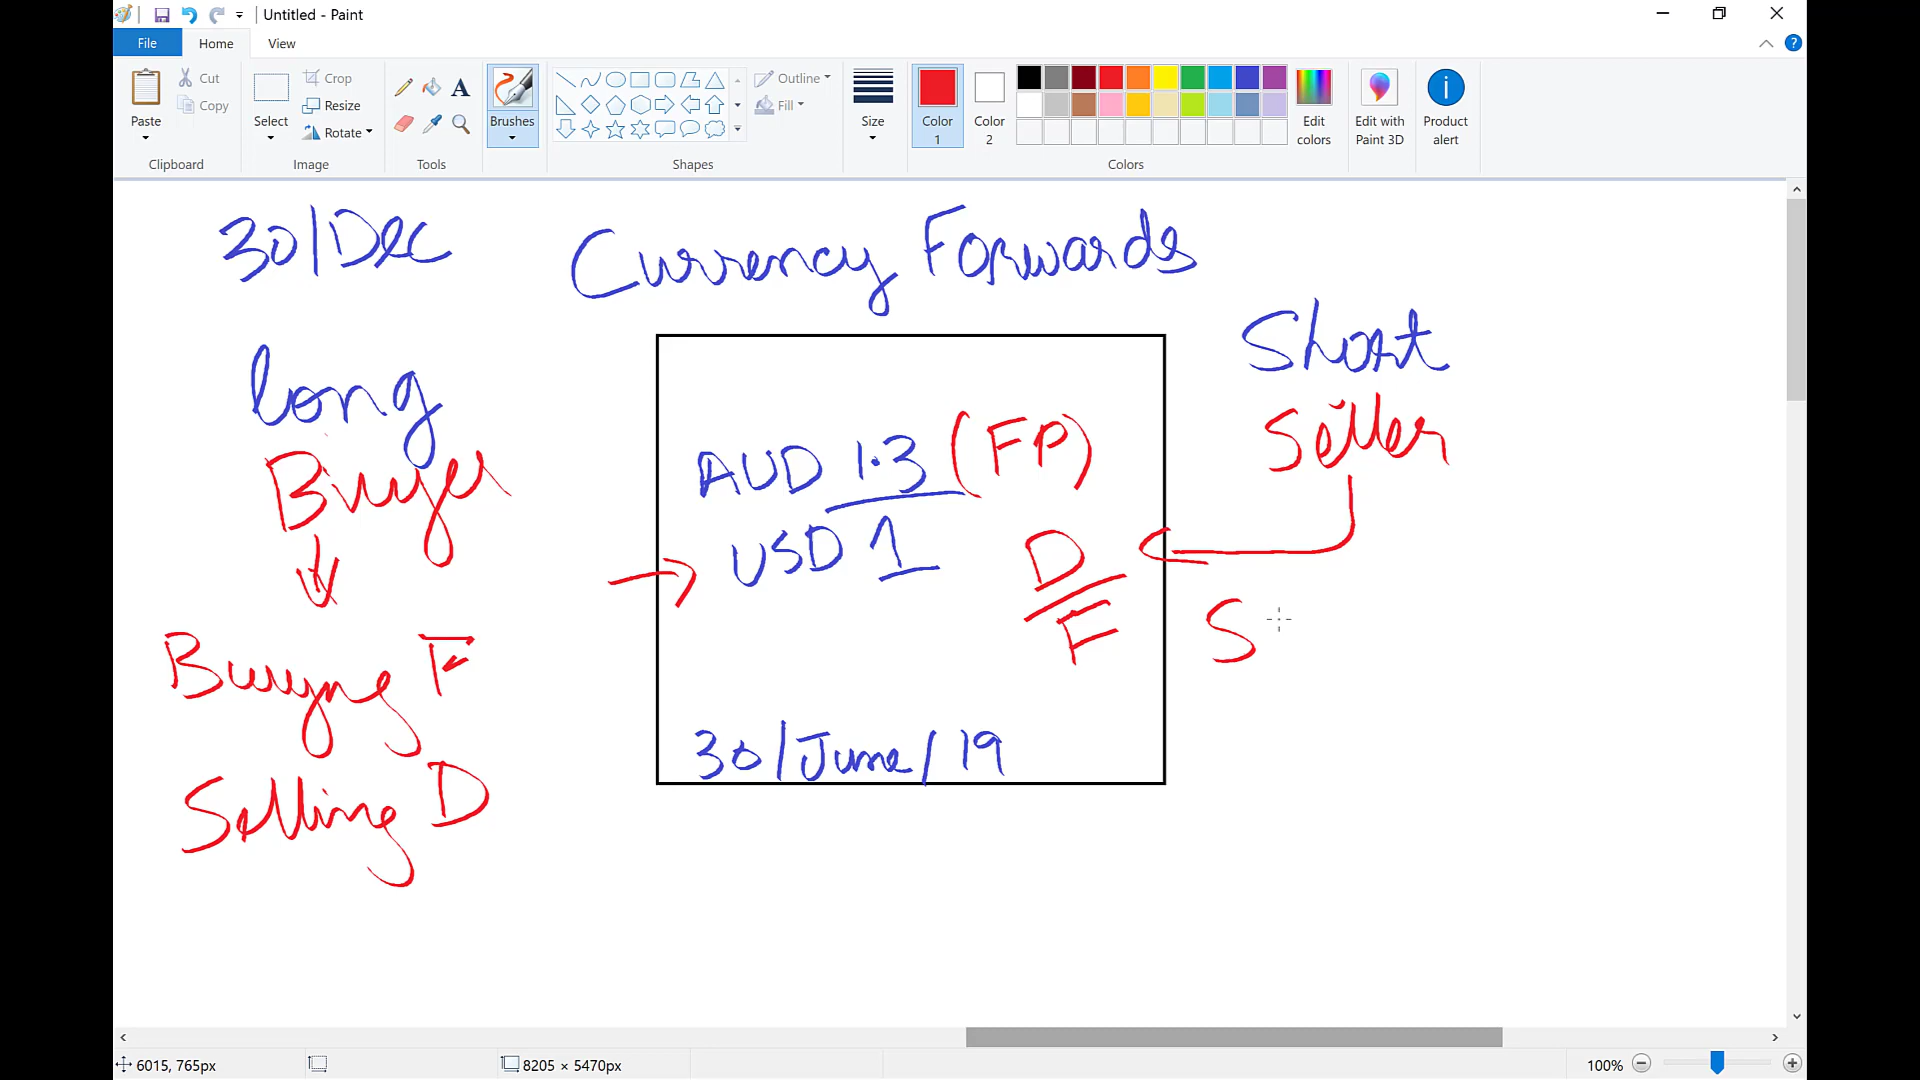 Untitled - Paint
File Home View
Paste
Cut
Copy
Clipboard
Select
Crop
Resize
Rotate
Image
Tools
Brushes
Shapes
Outline
Fill
Size
Color 1
Color 2
Edit colors
Edit with Paint 3D
Product alert
Colors
30/Dec
Currency Forwards
long
Short
Buyer
Seller
AUD 1.3 (FP)
USD 1
D
F
S
Buuyng F
Selling D
30/June/19
6015, 765px
8205 × 5470px
100%